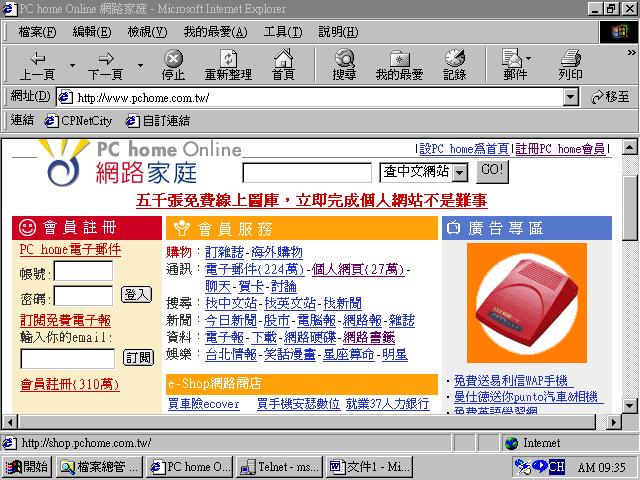 PC home Online 網路家庭 - Microsoft Internet Explorer
檔案(F) 編輯(E) 檢視(V) 我的最愛(A) 工具(T) 說明(H)
上一頁 下一頁 停止 重新整理 首頁 搜尋 我的最愛 記錄 郵件 列印
網址(D) http://www.pchome.com.tw/ 移至
連結 CPNetCity 自訂連結
PC home Online
網路家庭
|設PC home爲首頁|註冊PC home會員|
查中文網站 GO!
五千張免費線上圖庫，立即完成個人網站不是難事
會員註冊
PC home電子郵件
帳號:
密碼: 登入
訂閱免費電子報
輸入你的email:
訂閱
會員註冊(310萬)
會員服務
購物：訂雜誌-海外購物
通訊：電子郵件(224萬)-個人網頁(27萬)-
聊天-賀卡-討論
搜尋：找中文站-找英文站-找新聞
新聞：今日新聞-股市-電腦報-網路報-雜誌
資料：電子報-下載-網路硬碟-網路書籤
娛樂：台北情報-笑話漫畫-星座算命-明星
e-Shop網路商店
買車險ecover 買手機安瑟數位 就業37人力銀行
廣告專區
‧免費送易利信WAP手機
‧曼仕德送你punto汽車&相機
‧免費英語學習網
http://shop.pchome.com.tw/ Internet
開始 檔案總管 ... PC home O... Telnet - ms... 文件1 - Mi... CH AM 09:35